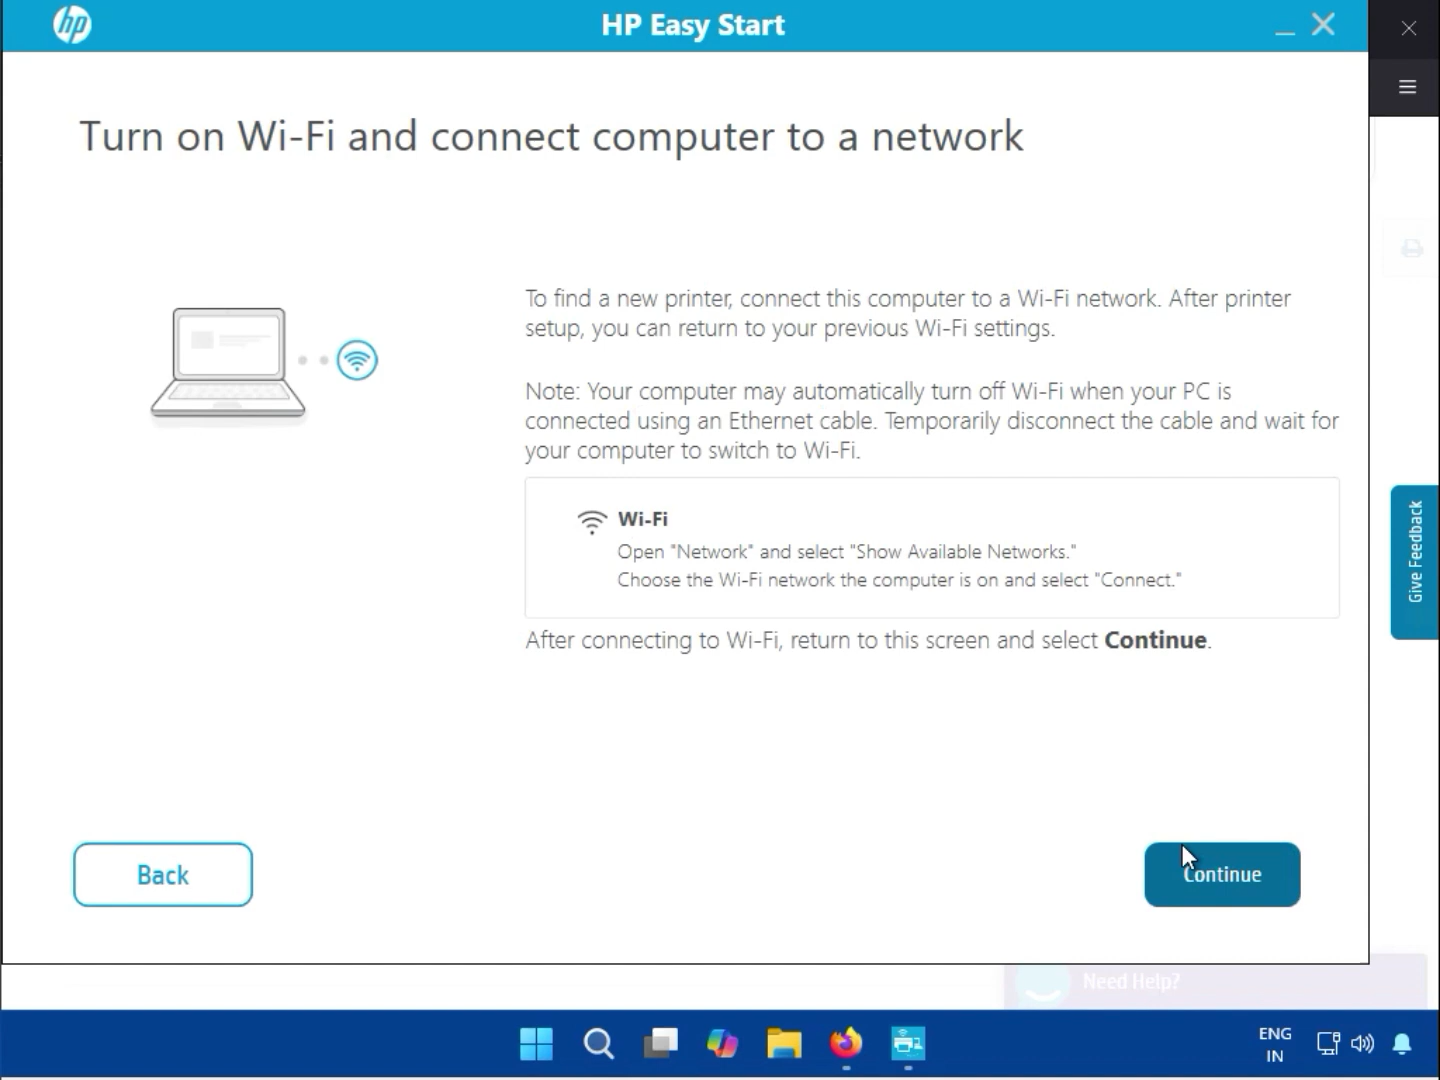 hp
HP Easy Start
Turn on Wi-Fi and connect computer to a network
To find a new printer, connect this computer to a Wi-Fi network. After printer
setup, you can return to your previous Wi-Fi settings.
Note: Your computer may automatically turn off Wi-Fi when your PC is
connected using an Ethernet cable. Temporarily disconnect the cable and wait for
your computer to switch to Wi-Fi.
Wi-Fi
Open "Network" and select "Show Available Networks."
Choose the Wi-Fi network the computer is on and select "Connect."
After connecting to Wi-Fi, return to this screen and select Continue.
Give Feedback
Back
Continue
Need Help?
ENG
IN